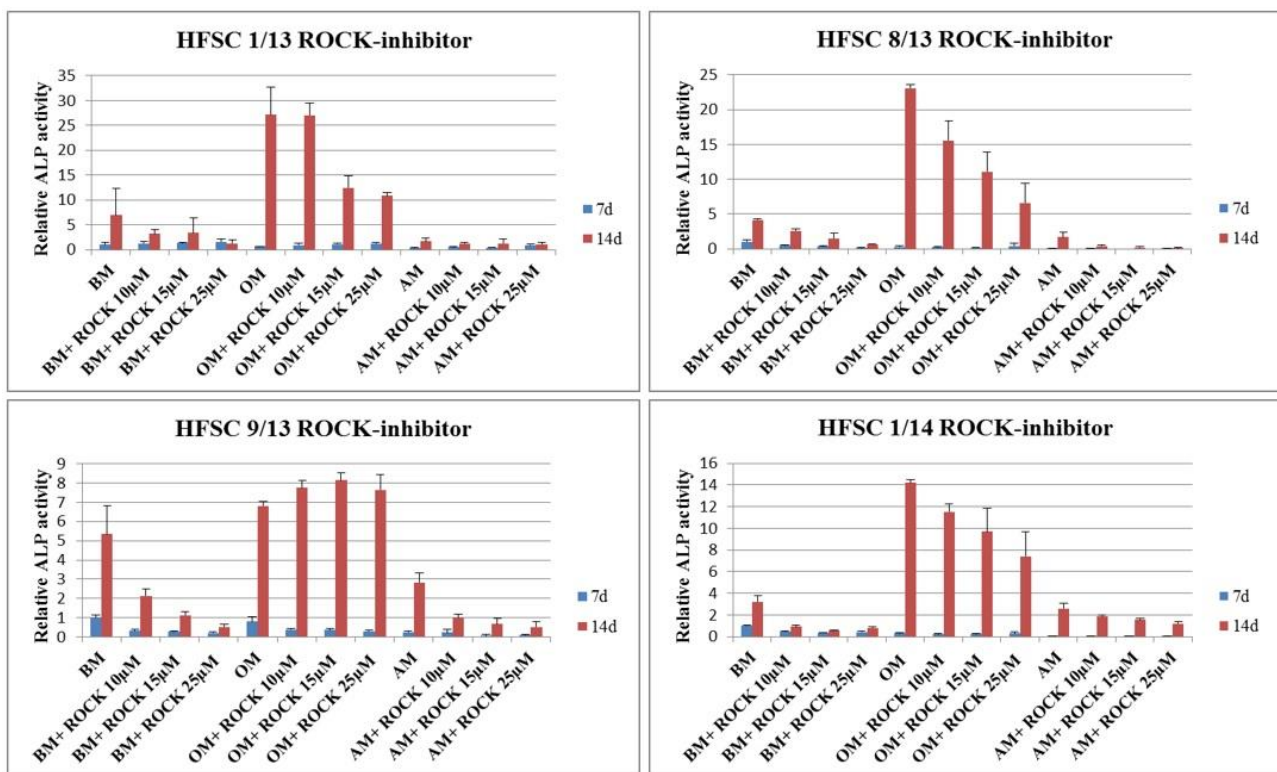 HFSC 1/13 ROCK-inhibitor
Relative ALP activity
35
30
25
20
15
10
5
0
BM
BM+ ROCK 10µM
BM+ ROCK 15µM
BM+ ROCK 25µM
OM
OM+ ROCK 10µM
OM+ ROCK 15µM
OM+ ROCK 25µM
AM
AM+ ROCK 10µM
AM+ ROCK 15µM
AM+ ROCK 25µM
7d
14d
HFSC 8/13 ROCK-inhibitor
Relative ALP activity
25
20
15
10
5
0
BM
BM+ ROCK 10µM
BM+ ROCK 15µM
BM+ ROCK 25µM
OM
OM+ ROCK 10µM
OM+ ROCK 15µM
OM+ ROCK 25µM
AM
AM+ ROCK 10µM
AM+ ROCK 15µM
AM+ ROCK 25µM
7d
14d
HFSC 9/13 ROCK-inhibitor
Relative ALP activity
9
8
7
6
5
4
3
2
1
0
BM
BM+ ROCK 10µM
BM+ ROCK 15µM
BM+ ROCK 25µM
OM
OM+ ROCK 10µM
OM+ ROCK 15µM
OM+ ROCK 25µM
AM
AM+ ROCK 10µM
AM+ ROCK 15µM
AM+ ROCK 25µM
7d
14d
HFSC 1/14 ROCK-inhibitor
Relative ALP activity
16
14
12
10
8
6
4
2
0
BM
BM+ ROCK 10µM
BM+ ROCK 15µM
BM+ ROCK 25µM
OM
OM+ ROCK 10µM
OM+ ROCK 15µM
OM+ ROCK 25µM
AM
AM+ ROCK 10µM
AM+ ROCK 15µM
AM+ ROCK 25µM
7d
14d